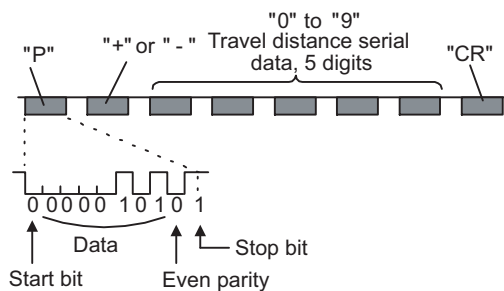 "0" to "9"
"P" "+" or " - " Travel distance serial "CR"
data, 5 digits
0 0 0 0 0 1 0 1 0 1
Data
Stop bit
Start bit Even parity